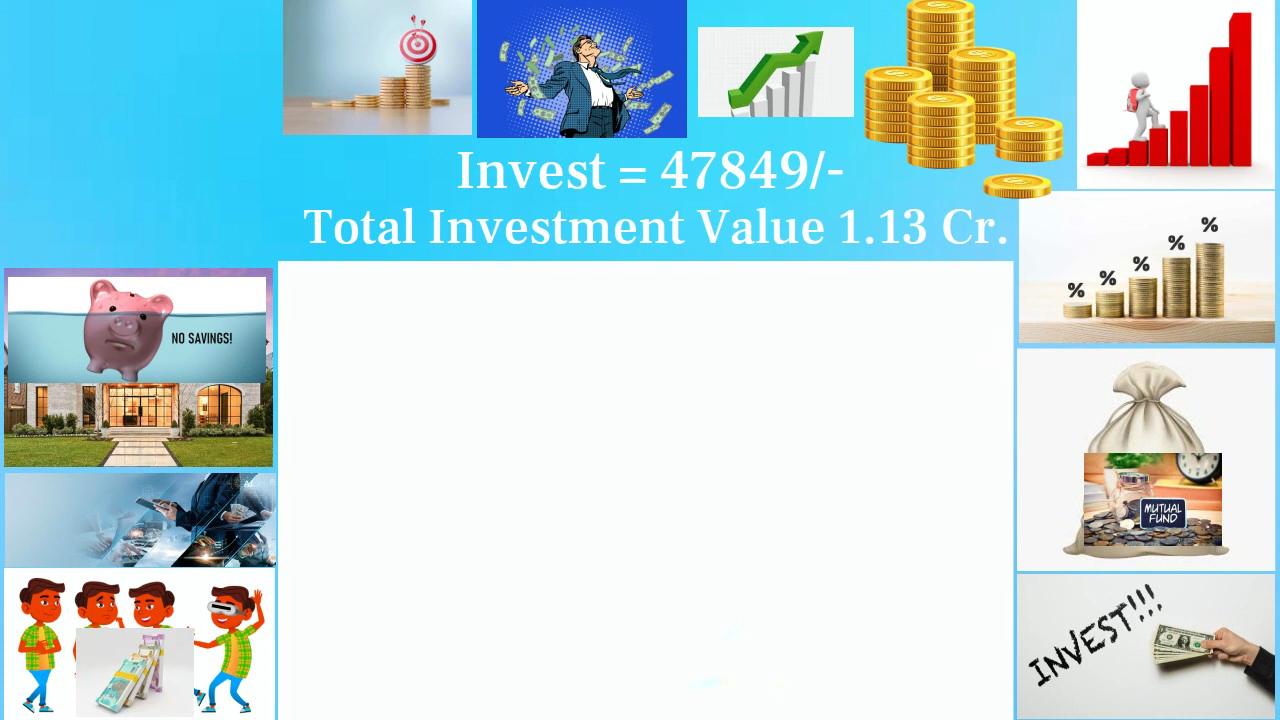 Invest = 47849/-
Total Investment Value 1.13 Cr.
NO SAVINGS!
% % % % %
MUTUAL
FUND
INVEST!!!